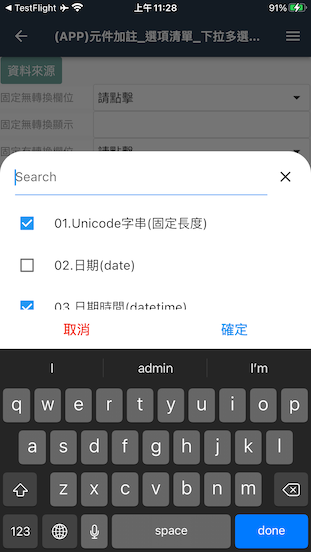 TestFlight
上午 11:28
91%
(APP)元件加註_選項清單_下拉多選...
資料來源
固定無轉換欄位 請點擊
固定無轉換顯示
固定有轉換欄位 請點擊
Search
01.Unicode字串(固定長度)
02.日期(date)
03.日期時間(datetime)
取消 確定
I admin I'm
q w e r t y u i o p
a s d f g h j k l
z x c v b n m
123 space done